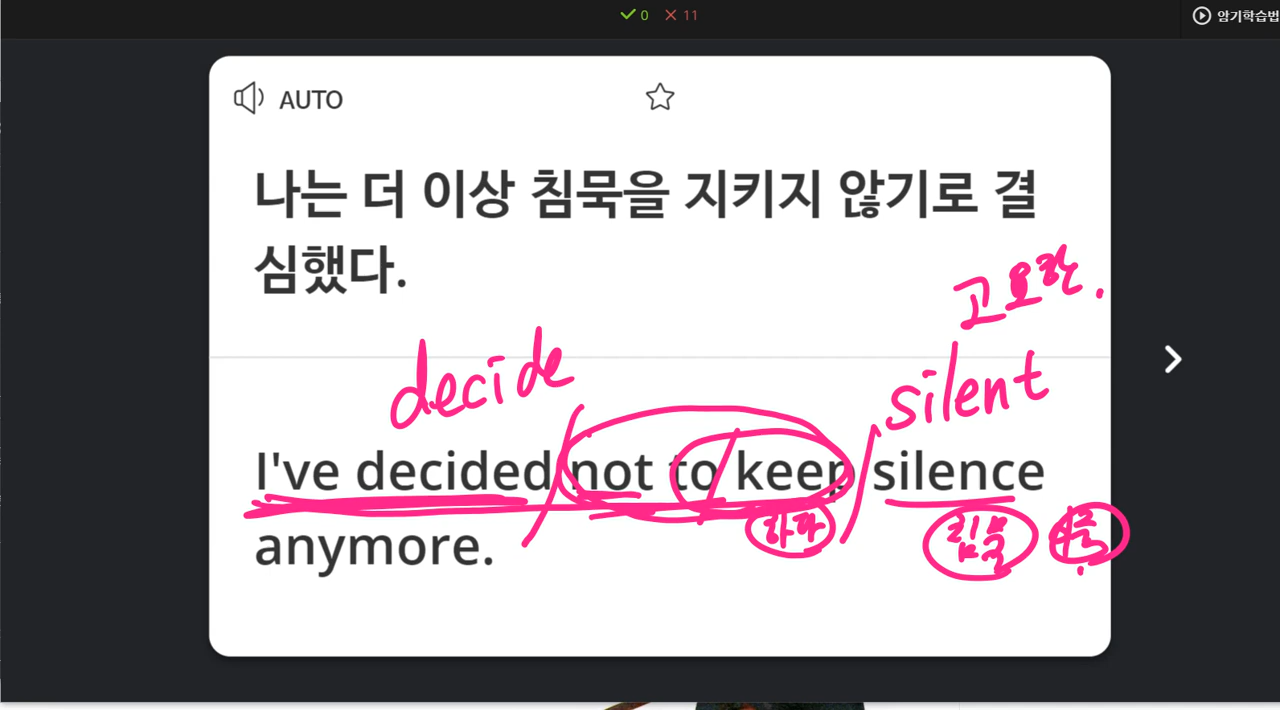 0 11
암기학습법
AUTO
나는 더 이상 침묵을 지키지 않기로 결
심했다.
고요한.
decide
silent
I've decided not to keep silence
anymore.
하다
침묵